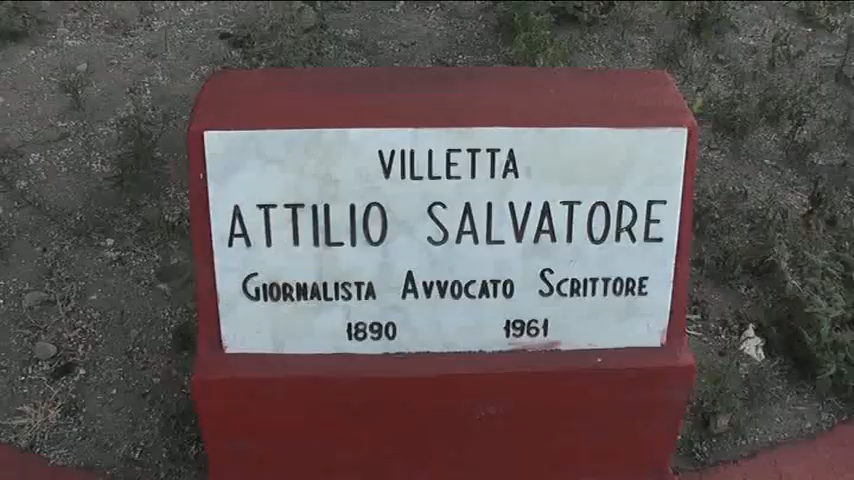 VILLETTA
ATTILIO SALVATORE
GIORNALISTA AVVOCATO SCRITTORE
1890 1961